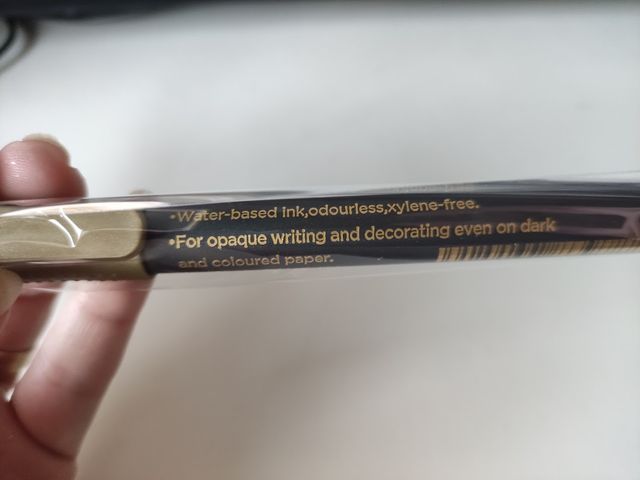 •Water-based ink,odourless,xylene-free.
•For opaque writing and decorating even on dark
and coloured paper.